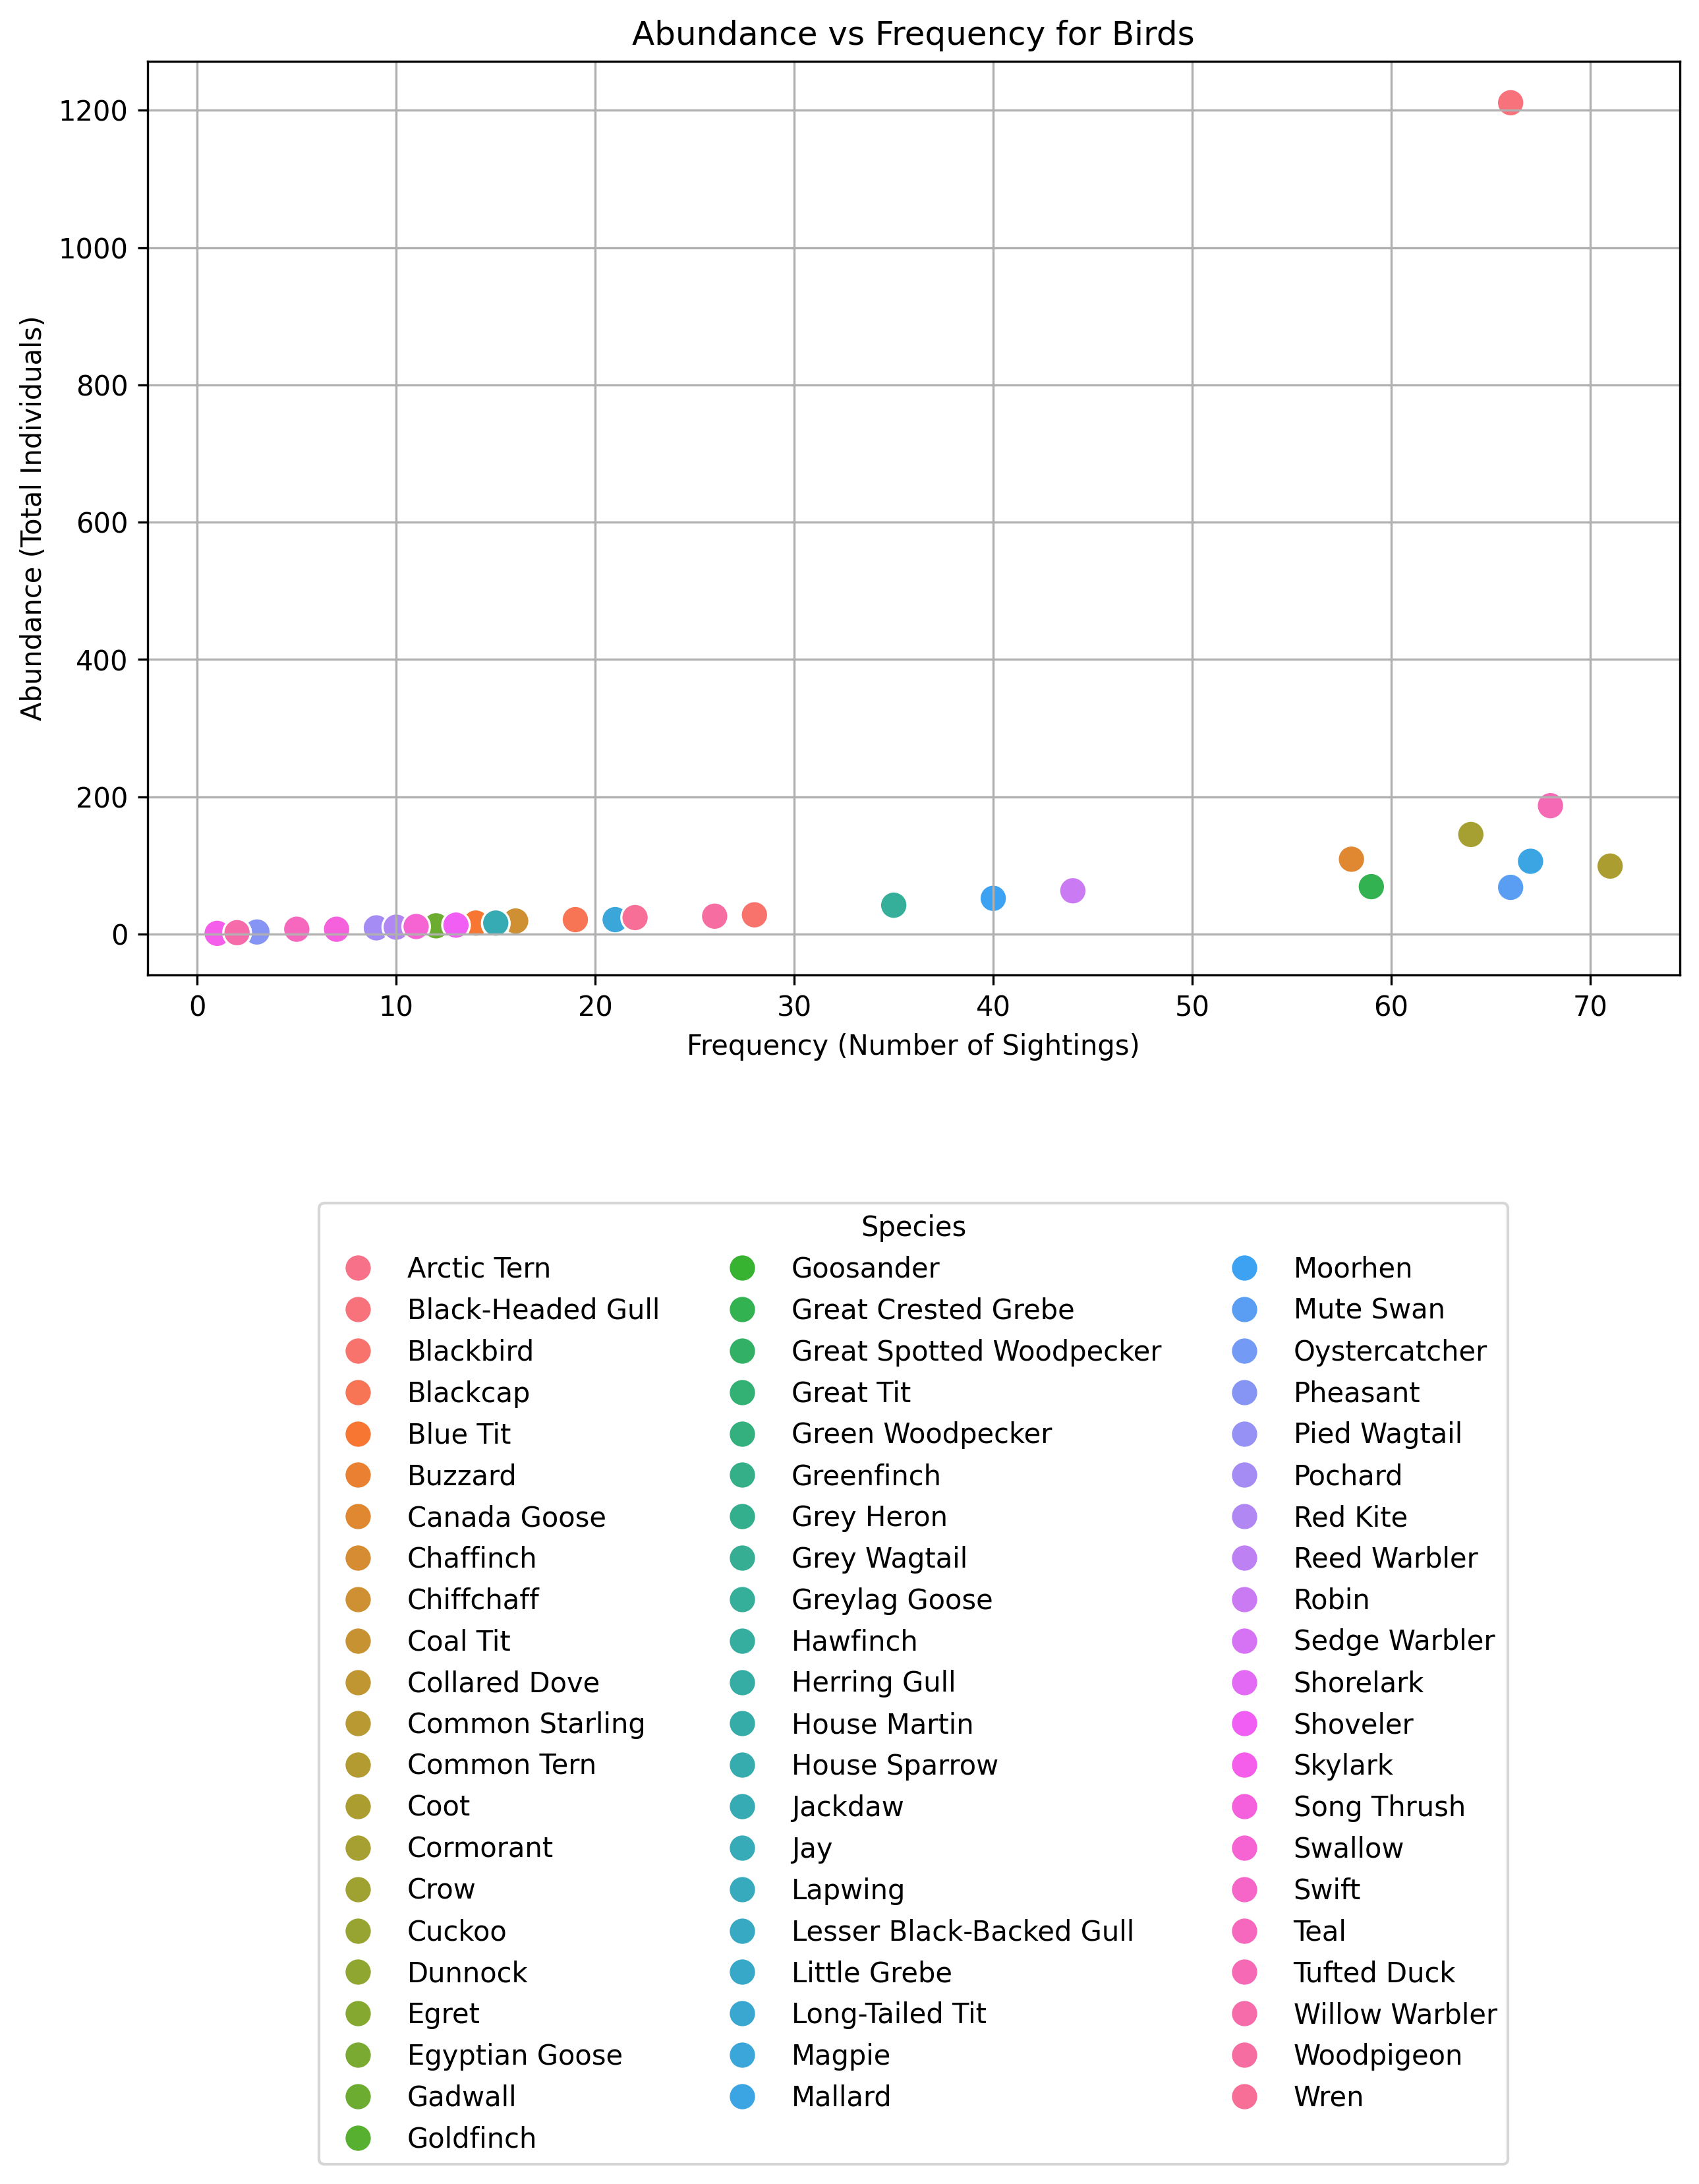 Abundance vs Frequency for Birds
Abundance (Total Individuals)
1200
1000
800
600
400
200
0
0 10 20 30 40 50 60 70
Frequency (Number of Sightings)
Species
Arctic Tern
Black-Headed Gull
Blackbird
Blackcap
Blue Tit
Buzzard
Canada Goose
Chaffinch
Chiffchaff
Coal Tit
Collared Dove
Common Starling
Common Tern
Coot
Cormorant
Crow
Cuckoo
Dunnock
Egret
Egyptian Goose
Gadwall
Goldfinch
Goosander
Great Crested Grebe
Great Spotted Woodpecker
Great Tit
Green Woodpecker
Greenfinch
Grey Heron
Grey Wagtail
Greylag Goose
Hawfinch
Herring Gull
House Martin
House Sparrow
Jackdaw
Jay
Lapwing
Lesser Black-Backed Gull
Little Grebe
Long-Tailed Tit
Magpie
Mallard
Moorhen
Mute Swan
Oystercatcher
Pheasant
Pied Wagtail
Pochard
Red Kite
Reed Warbler
Robin
Sedge Warbler
Shorelark
Shoveler
Skylark
Song Thrush
Swallow
Swift
Teal
Tufted Duck
Willow Warbler
Woodpigeon
Wren